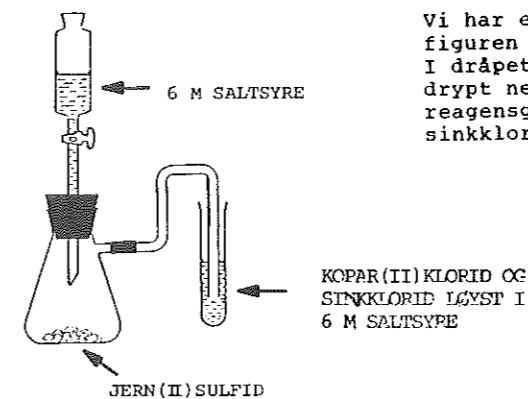 Vi har e
figuren
I dråpet
drypt ne
reagensg
sinkklor
6 M SALTSYRE
KOPAR(II)KLORID OG
SINKKLORID LØYST I
6 M SALTSYRE
JERN(II)SULFID